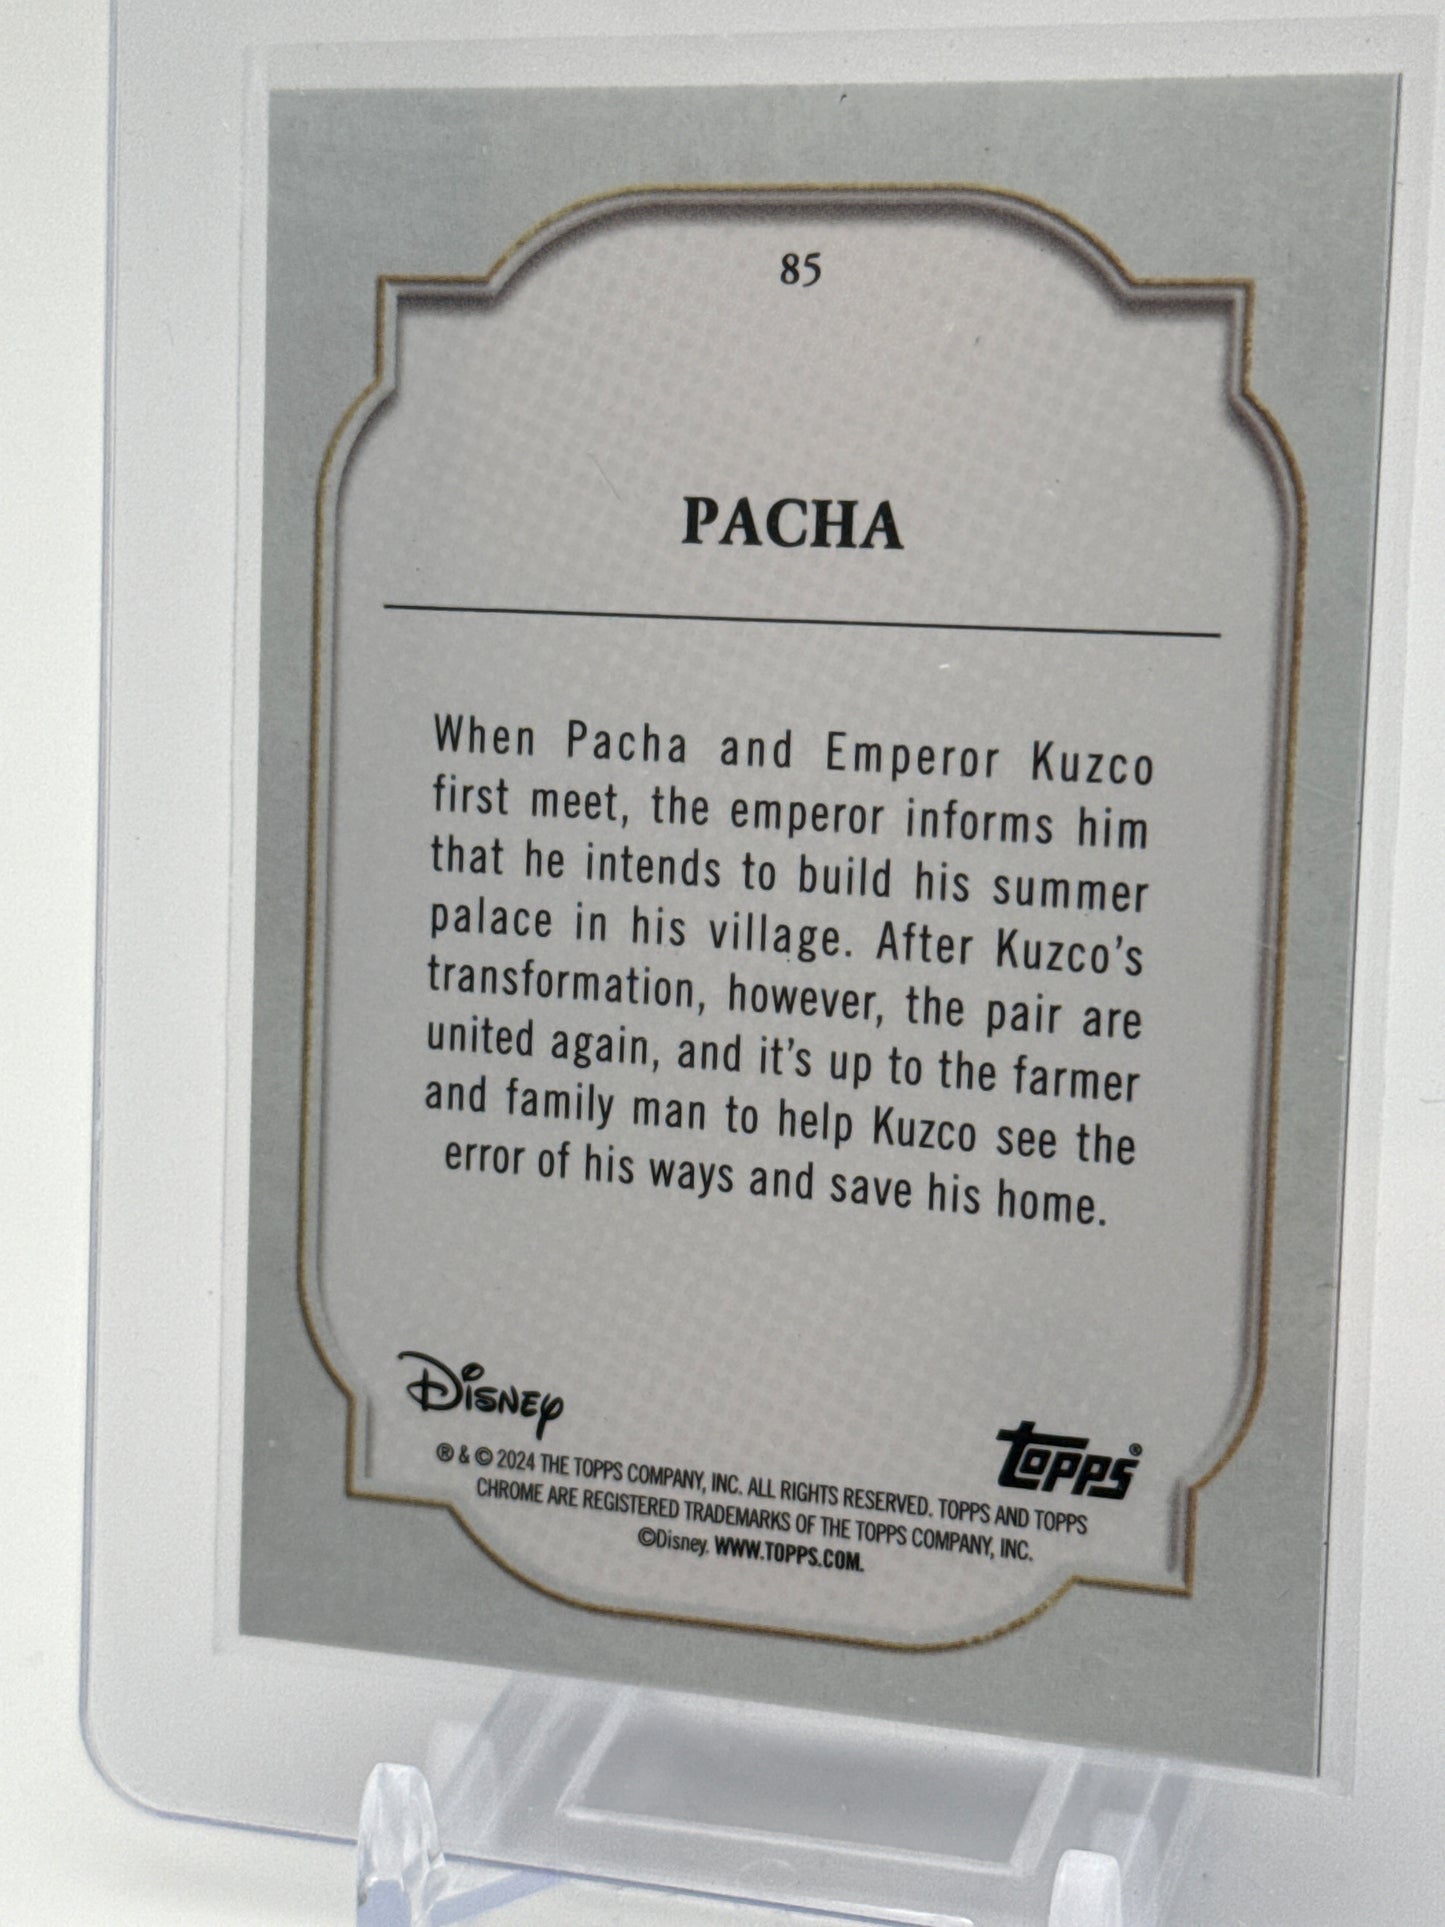 85
PACHA
When Pacha and Emperor Kuzco
first meet, the emperor informs him
that he intends to build his summer
palace in his village. After Kuzco's
transformation, however, the pair are
united again, and it's up to the farmer
and family man to help Kuzco see the
error of his ways and save his home.
Disney
topps®
® & © 2024 THE TOPPS COMPANY, INC. ALL RIGHTS RESERVED. TOPPS AND TOPPS
CHROME ARE REGISTERED TRADEMARKS OF THE TOPPS COMPANY, INC.
©Disney. WWW.TOPPS.COM.